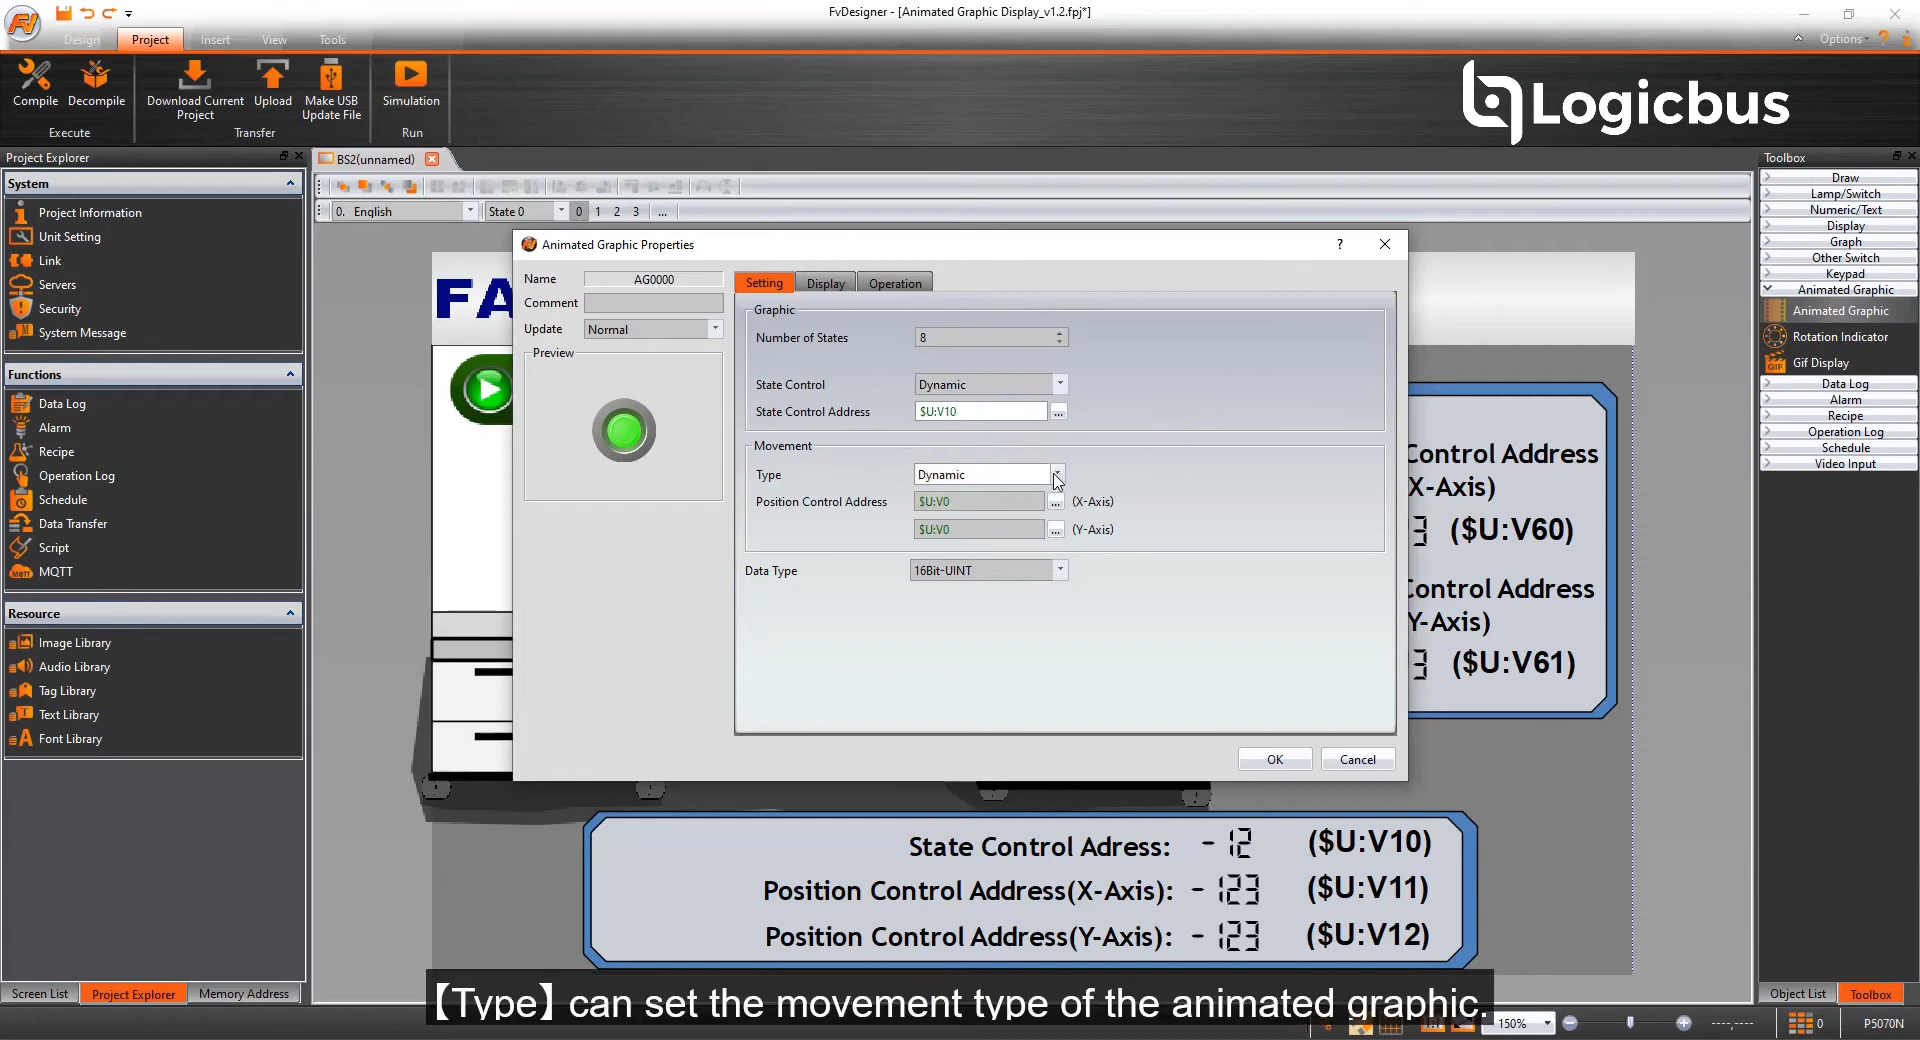 FvDesigner - [Animated Graphic Display_v1.2.fpj*]
Design
Project
Insert
View
Tools
Options
Compile
Decompile
Download Current
Project
Upload
Make USB
Update File
Simulation
Execute
Transfer
Run
Logicbus
Project Explorer
System
Project Information
Unit Setting
Link
Servers
Security
System Message
Functions
Data Log
Alarm
Recipe
Operation Log
Schedule
Data Transfer
Script
MQTT
Resource
Image Library
Audio Library
Tag Library
Text Library
Font Library
Screen List
Project Explorer
Memory Address
BS2(unnamed)
0. English
State 0
0 1 2 3 ...
FA
Animated Graphic Properties
?
Name AG0000
Comment
Update Normal
Preview
Setting
Display
Operation
Graphic
Number of States 8
State Control Dynamic
State Control Address $U:V10 ...
Movement
Type Dynamic
Position Control Address $U:V0 ... (X-Axis)
$U:V0 ... (Y-Axis)
Data Type 16Bit-UINT
OK
Cancel
Control Address
X-Axis)
3 ($U:V60)
Control Address
Y-Axis)
3 ($U:V61)
State Control Adress: -12 ($U:V10)
Position Control Address(X-Axis): -123 ($U:V11)
Position Control Address(Y-Axis): -123 ($U:V12)
Toolbox
Draw
Lamp/Switch
Numeric/Text
Display
Graph
Other Switch
Keypad
Animated Graphic
Animated Graphic
Rotation Indicator
GIF
Gif Display
Data Log
Alarm
Recipe
Operation Log
Schedule
Video Input
Object List
Toolbox
【Type】 can set the movement type of the animated graphic.
150%
----,----
0
P5070N